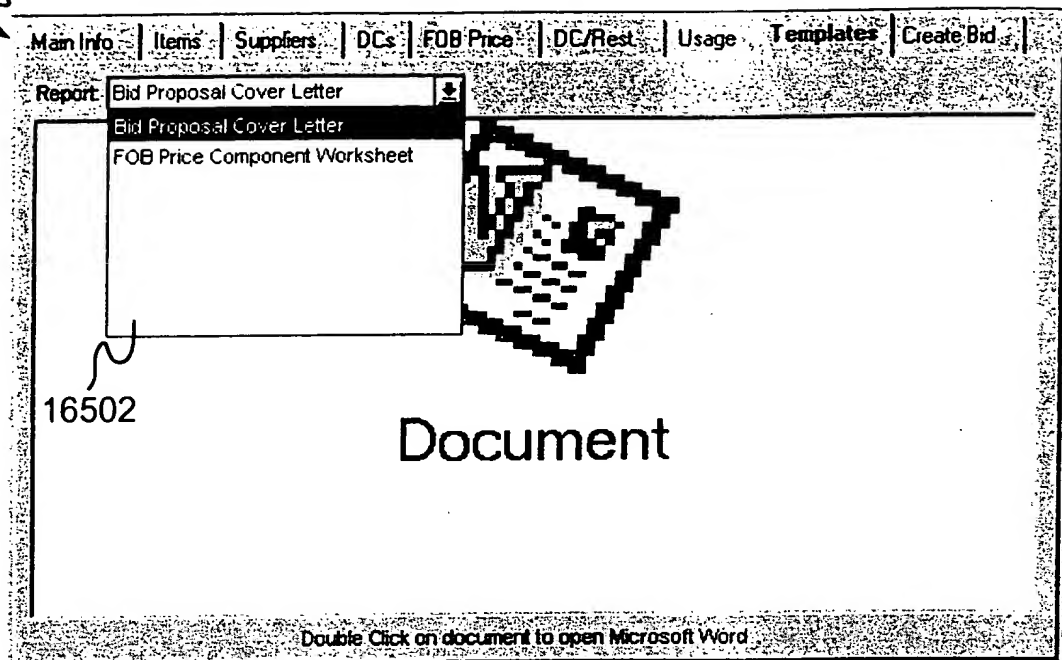 Main Info Items Suppliers DCs FOB Price DC/Rest. Usage Templates Create Bid
Report: Bid Proposal Cover Letter
Bid Proposal Cover Letter
FOB Price Component Worksheet
16502
Document
Double Click on document to open Microsoft Word